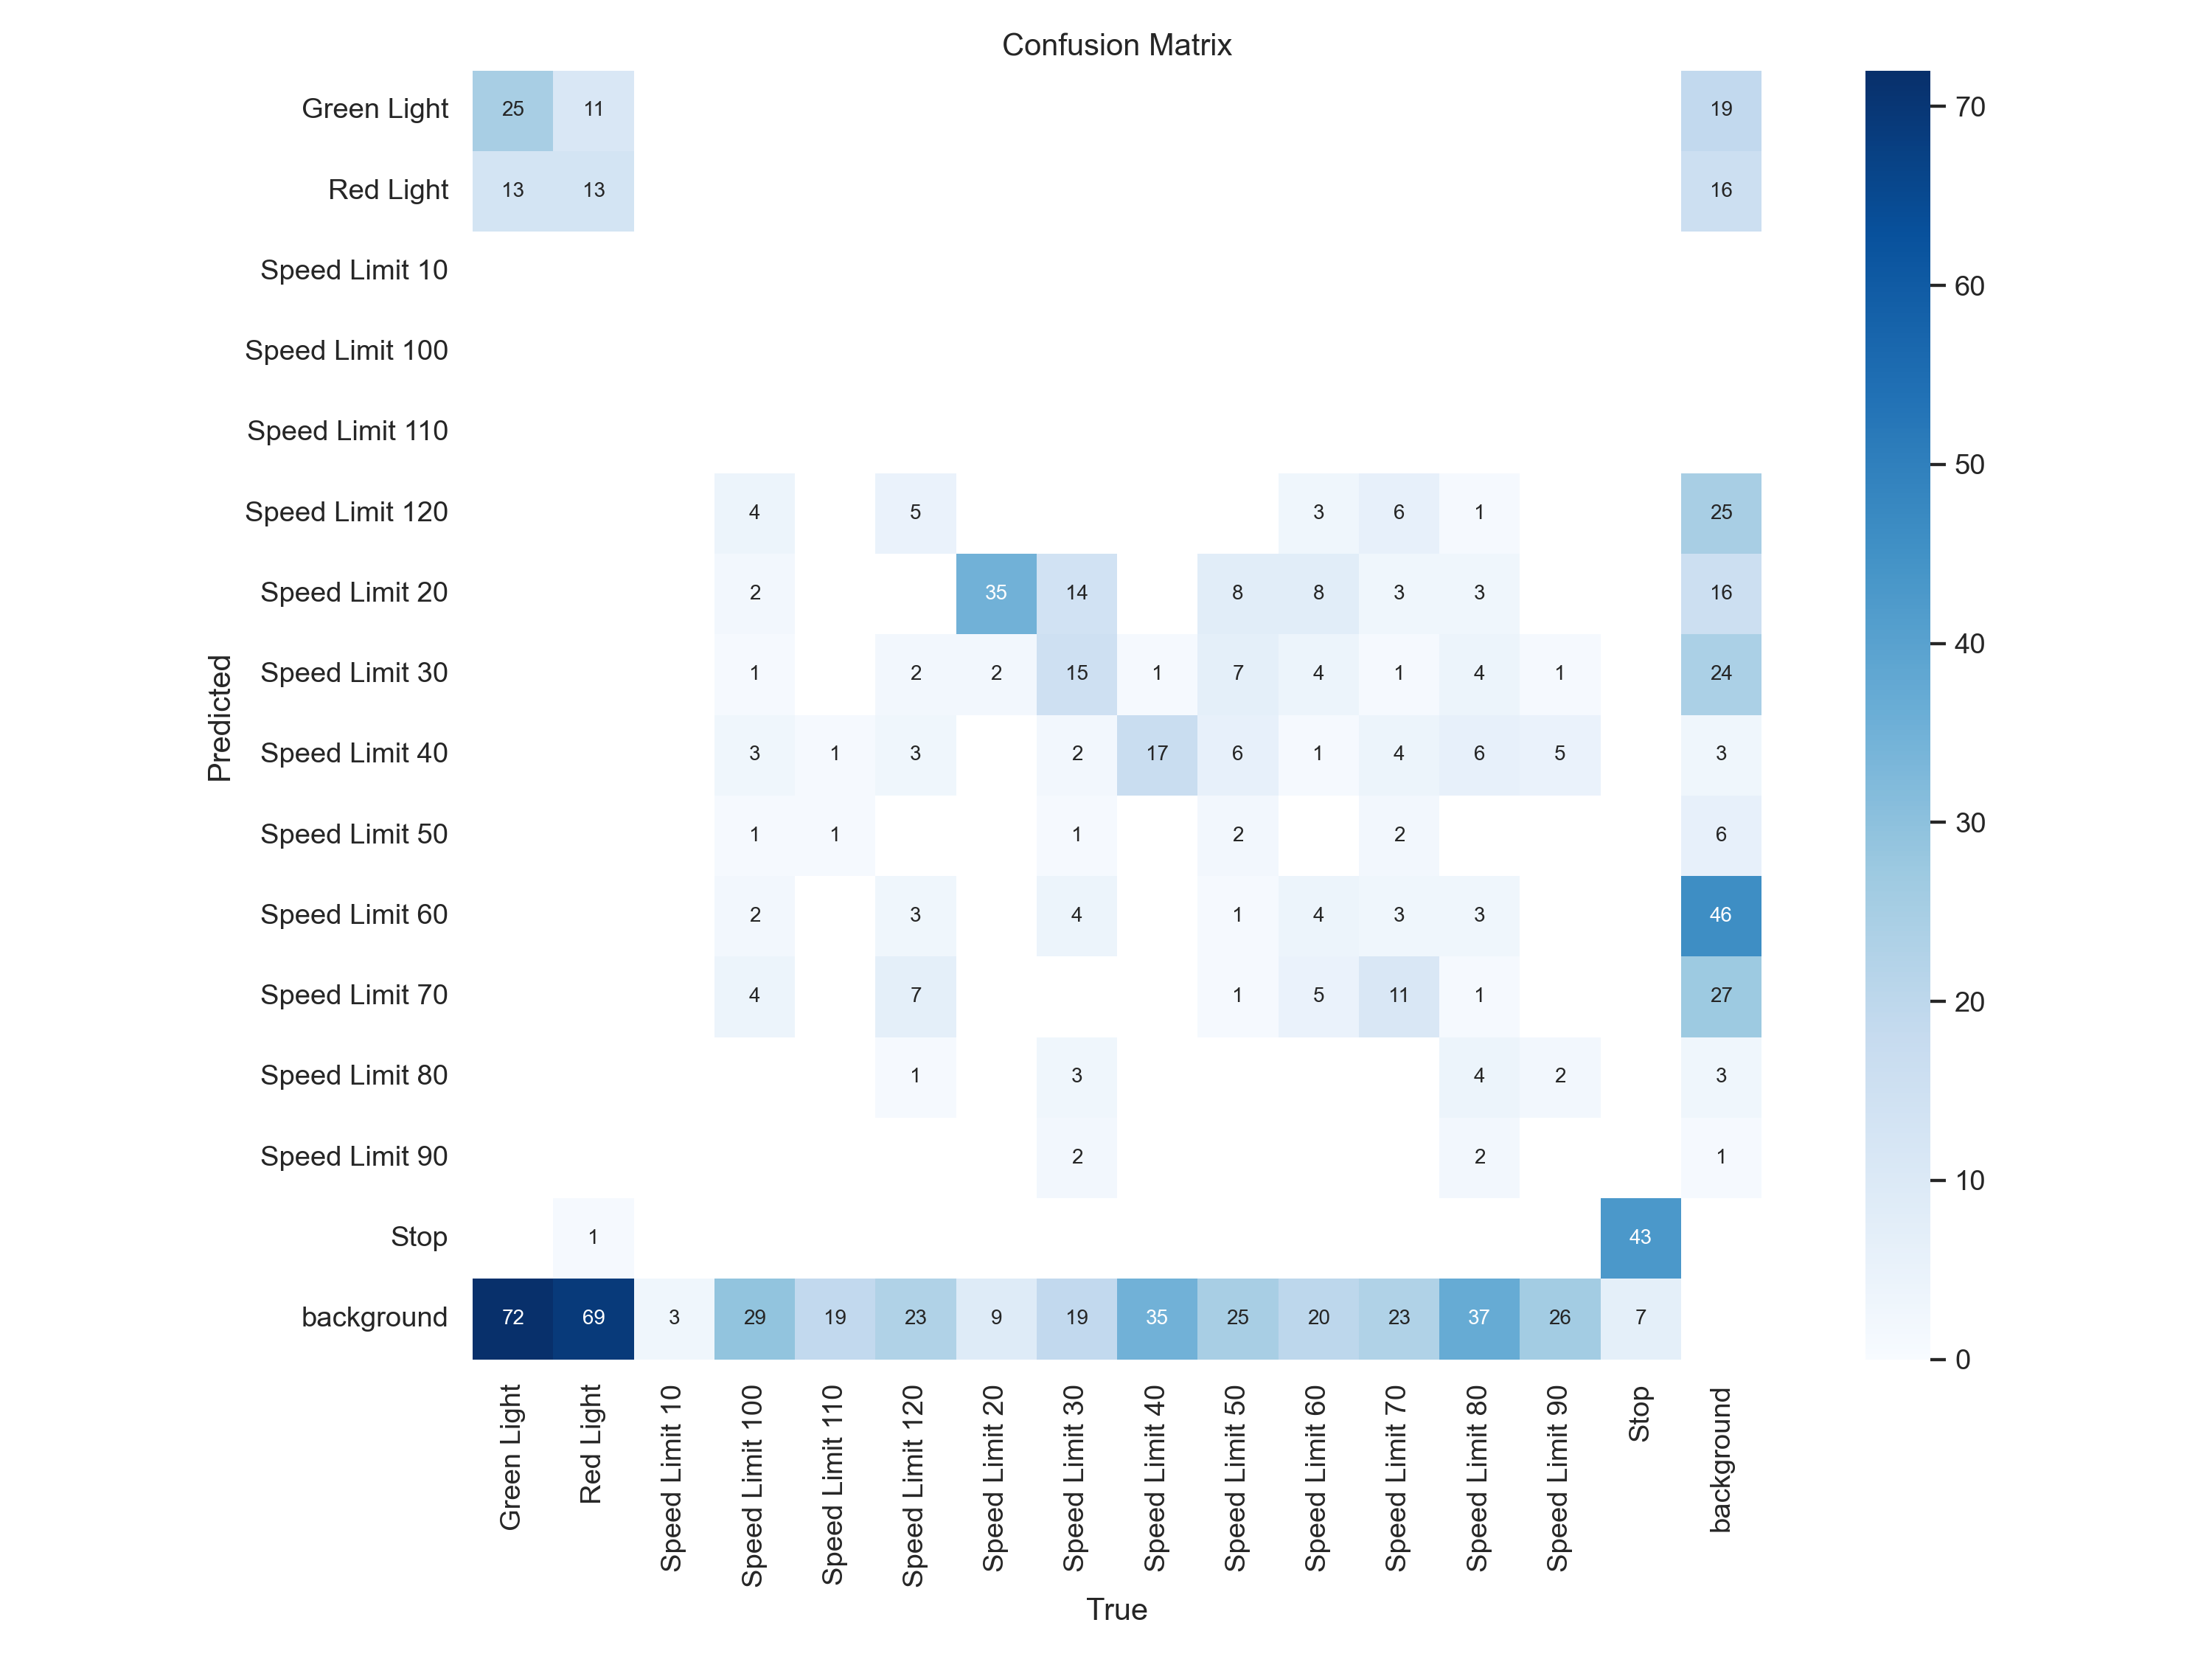 Confusion Matrix
Green Light 25 11 19
Red Light 13 13 16
Speed Limit 10
Speed Limit 100
Speed Limit 110
Speed Limit 120 4 5 3 6 1 25
Speed Limit 20 2 35 14 8 8 3 3 16
Speed Limit 30 1 2 2 15 1 7 4 1 4 1 24
Speed Limit 40 3 1 3 2 17 6 1 4 6 5 3
Speed Limit 50 1 1 1 2 2 6
Speed Limit 60 2 3 4 1 4 3 3 46
Speed Limit 70 4 7 1 5 11 1 27
Speed Limit 80 1 3 4 2 3
Speed Limit 90 2 2 1
Stop 1 43
background 72 69 3 29 19 23 9 19 35 25 20 23 37 26 7
Predicted
Green Light
Red Light
Speed Limit 10
Speed Limit 100
Speed Limit 110
Speed Limit 120
Speed Limit 20
Speed Limit 30
Speed Limit 40
Speed Limit 50
Speed Limit 60
Speed Limit 70
Speed Limit 80
Speed Limit 90
Stop
background
True
70
60
50
40
30
20
10
0